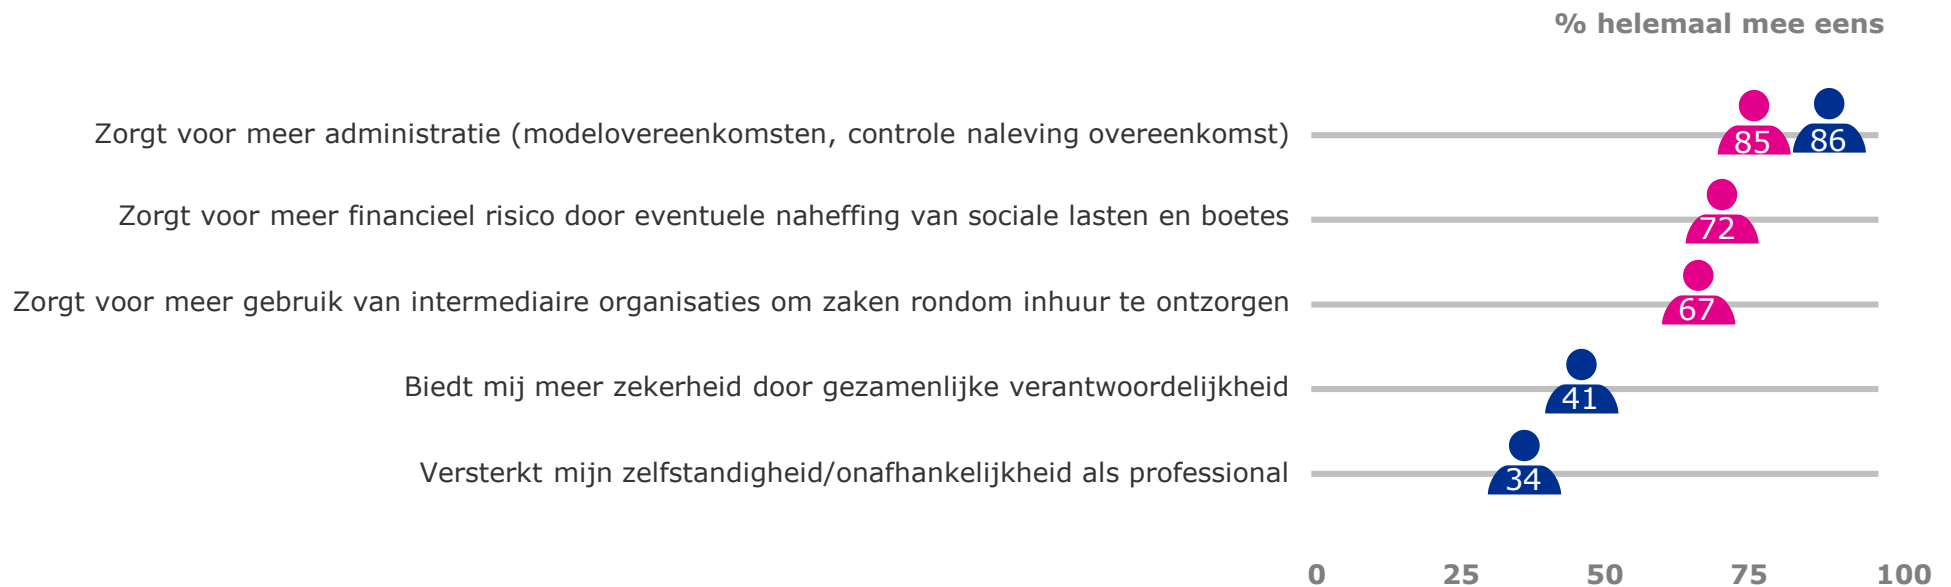 % helemaal mee eens
Zorgt voor meer administratie (modelovereenkomsten, controle naleving overeenkomst) 85 86
Zorgt voor meer financieel risico door eventuele naheffing van sociale lasten en boetes 72
Zorgt voor meer gebruik van intermediaire organisaties om zaken rondom inhuur te ontzorgen 67
Biedt mij meer zekerheid door gezamenlijke verantwoordelijkheid 41
Versterkt mijn zelfstandigheid/onafhankelijkheid als professional 34
0 25 50 75 100